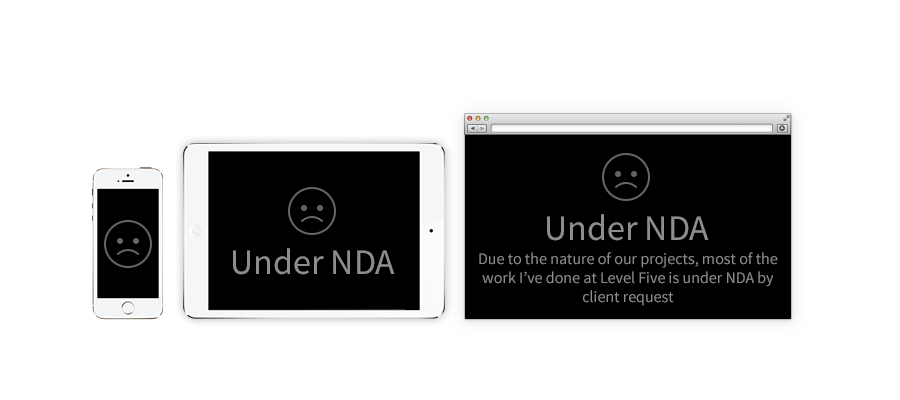 Under NDA
Under NDA
Due to the nature of our projects, most of the
work I've done at Level Five is under NDA by
client request